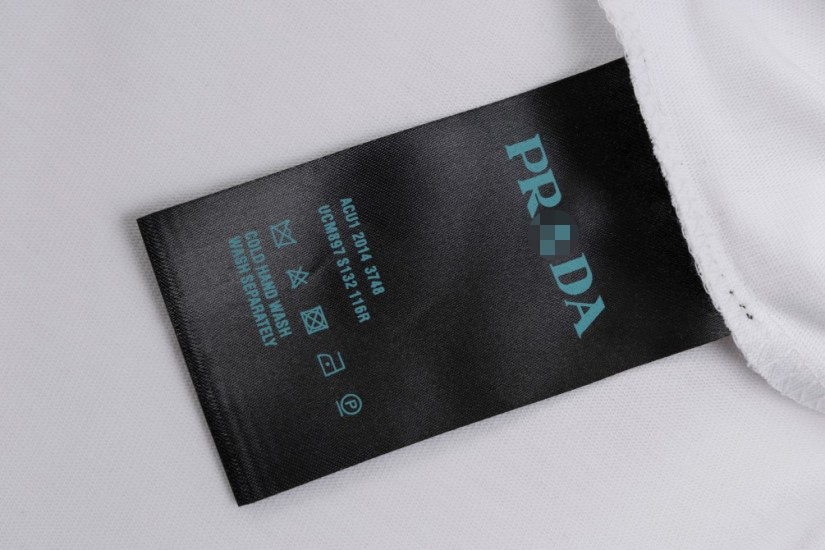 PR DA
ACU1 2014 3748
UCM897 S132 116R
COLD HAND WASH
WASH SEPARATELY